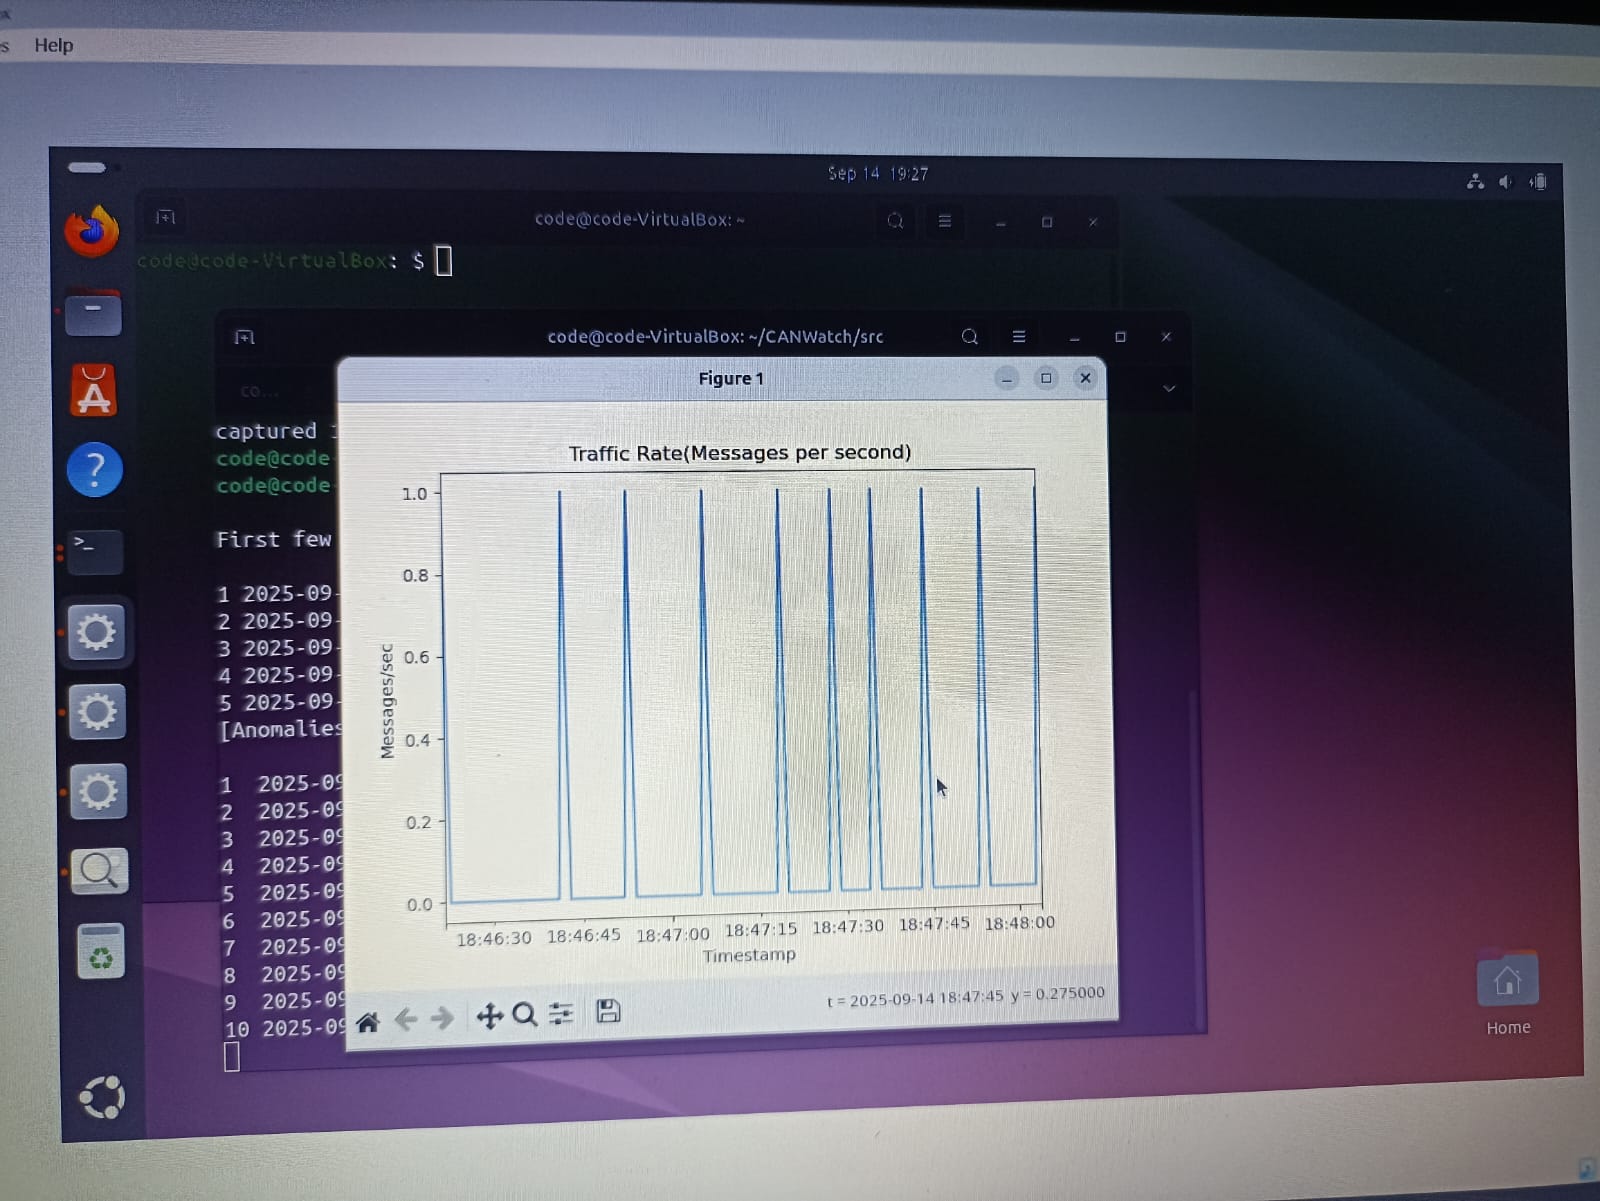 s Help
Sep 14 19:27
code@code-VirtualBox: ~
code@code-VirtualBox: $
code@code-VirtualBox: ~/CANWatch/src
co...
Figure 1
captured
code@code-
code@code-
First few
1 2025-09-
2 2025-09-
3 2025-09-
4 2025-09-
5 2025-09-
[Anomalies
1 2025-09
2 2025-09
3 2025-09
4 2025-09
5 2025-09
6 2025-09
7 2025-09
8 2025-09
9 2025-09
10 2025-09
Traffic Rate(Messages per second)
1.0
0.8
0.6
0.4
0.2
0.0
Messages/sec
18:46:30 18:46:45 18:47:00 18:47:15 18:47:30 18:47:45 18:48:00
Timestamp
t = 2025-09-14 18:47:45 y = 0.275000
Home